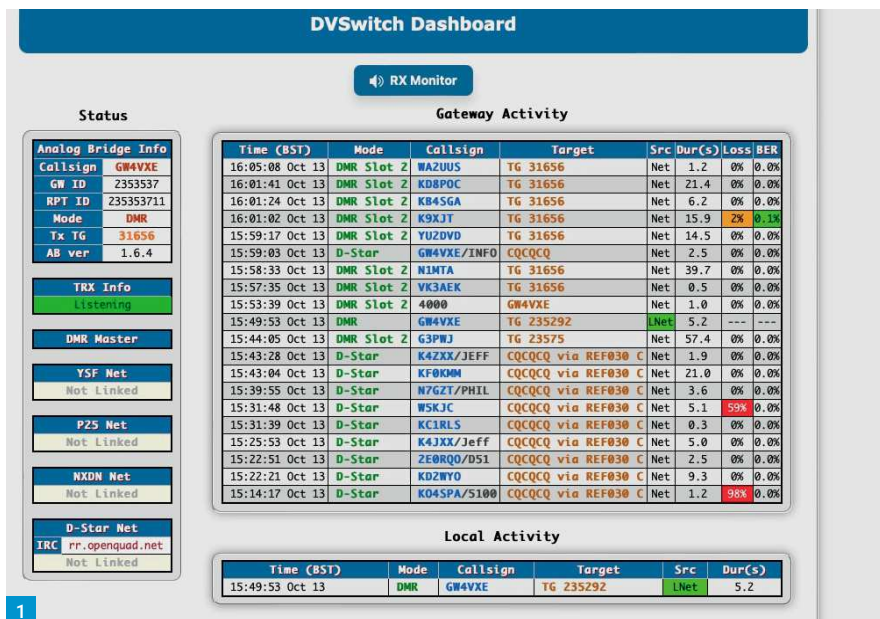 DVSwitch Dashboard
RX Monitor
Status
Analog Bridge Info
Callsign GW4VXE
GW ID 2353537
RPT ID 235353711
Mode DMR
Tx TG 31656
AB ver 1.6.4
TRX Info
Listening
DMR Master
YSF Net
Not Linked
P25 Net
Not Linked
NXDN Net
Not Linked
D-Star Net
IRC rr.openquad.net
Not Linked
Gateway Activity
Time (BST) Mode Callsign Target Src Dur(s) Loss BER
16:05:08 Oct 13 DMR Slot 2 WA2UUS TG 31656 Net 1.2 0% 0.0%
16:01:41 Oct 13 DMR Slot 2 KD8POC TG 31656 Net 21.4 0% 0.0%
16:01:24 Oct 13 DMR Slot 2 KB4SGA TG 31656 Net 6.2 0% 0.0%
16:01:02 Oct 13 DMR Slot 2 K9XJT TG 31656 Net 15.9 2% 0.1%
15:59:17 Oct 13 DMR Slot 2 YU2DVD TG 31656 Net 14.5 0% 0.0%
15:59:03 Oct 13 D-Star GW4VXE/INFO CQCQCQ Net 2.5 0% 0.0%
15:58:33 Oct 13 DMR Slot 2 N1MTA TG 31656 Net 39.7 0% 0.0%
15:57:35 Oct 13 DMR Slot 2 VK3AEK TG 31656 Net 0.5 0% 0.0%
15:53:39 Oct 13 DMR Slot 2 4000 GW4VXE Net 1.0 0% 0.0%
15:49:53 Oct 13 DMR GW4VXE TG 235292 LNet 5.2 --- ---
15:44:05 Oct 13 DMR Slot 2 G3PWJ TG 23575 Net 57.4 0% 0.0%
15:43:28 Oct 13 D-Star K4ZXX/JEFF CQCQCQ via REF030 C Net 1.9 0% 0.0%
15:43:04 Oct 13 D-Star KF0KMM CQCQCQ via REF030 C Net 21.0 0% 0.0%
15:39:55 Oct 13 D-Star N7GZT/PHIL CQCQCQ via REF030 C Net 3.6 0% 0.0%
15:31:48 Oct 13 D-Star W5KJC CQCQCQ via REF030 C Net 5.1 59% 0.0%
15:31:39 Oct 13 D-Star KC1RLS CQCQCQ via REF030 C Net 0.3 0% 0.0%
15:25:53 Oct 13 D-Star K4JXX/Jeff CQCQCQ via REF030 C Net 5.0 0% 0.0%
15:22:51 Oct 13 D-Star 2E0RQO/D51 CQCQCQ via REF030 C Net 2.5 0% 0.0%
15:22:21 Oct 13 D-Star KD2WYO CQCQCQ via REF030 C Net 9.3 0% 0.0%
15:14:17 Oct 13 D-Star KO4SPA/5100 CQCQCQ via REF030 C Net 1.2 98% 0.0%
Local Activity
Time (BST) Mode Callsign Target Src Dur(s)
15:49:53 Oct 13 DMR GW4VXE TG 235292 LNet 5.2
1